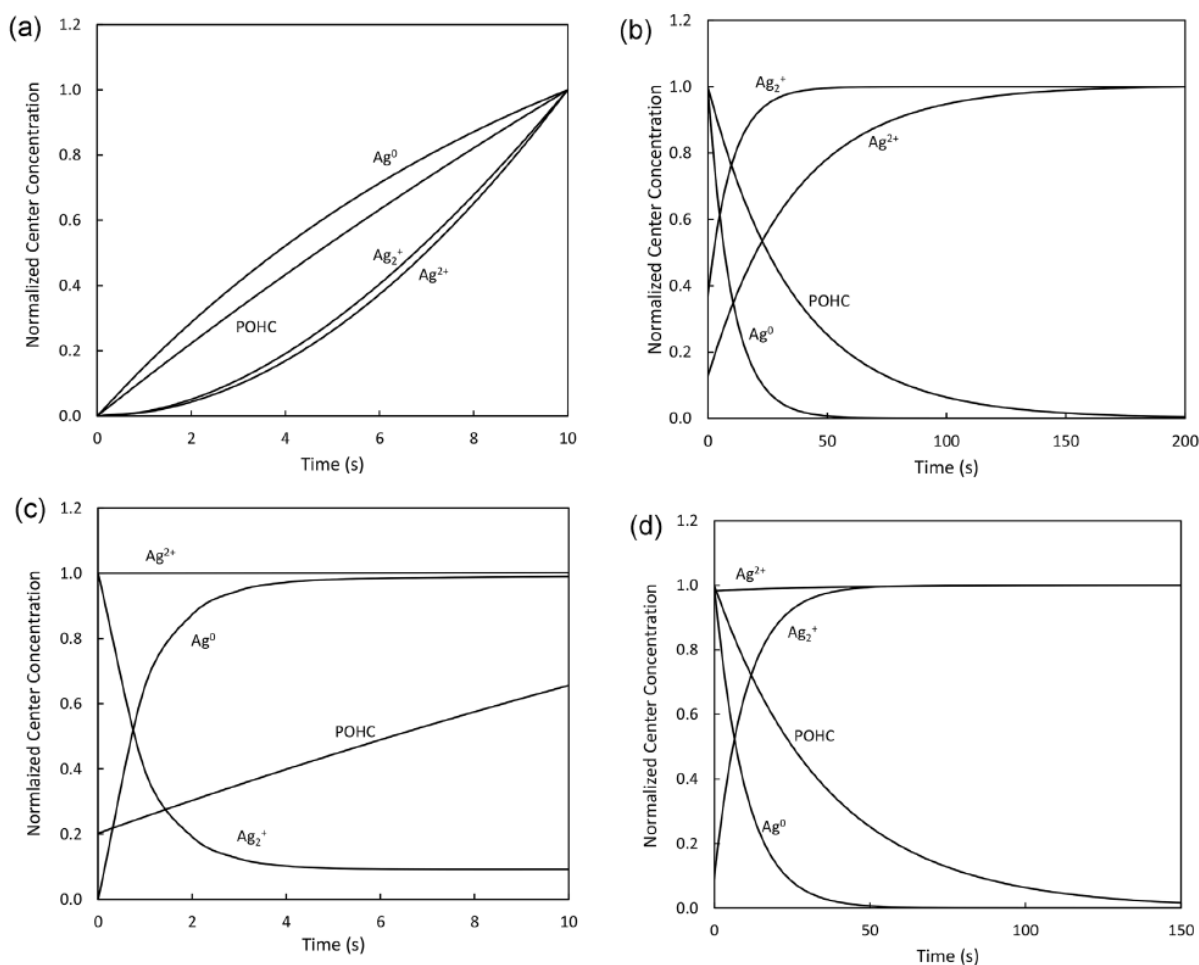 (a)
Normalized Center Concentration
1.2
1.0
0.8
0.6
0.4
0.2
0.0
Ag⁰
POHC
Ag₂⁺
Ag²⁺
0 2 4 6 8 10
Time (s)
(b)
Normalized Center Concentration
1.2
1.0
0.8
0.6
0.4
0.2
0.0
Ag₂⁺
Ag²⁺
POHC
Ag⁰
0 50 100 150 200
Time (s)
(c)
Normlaized Center Concentration
1.2
1.0
0.8
0.6
0.4
0.2
0.0
Ag²⁺
Ag⁰
POHC
Ag₂⁺
0 2 4 6 8 10
Time (s)
(d)
Normalized Center Concentration
1.2
1.0
0.8
0.6
0.4
0.2
0.0
Ag²⁺
Ag₂⁺
POHC
Ag⁰
0 50 100 150
Time (s)